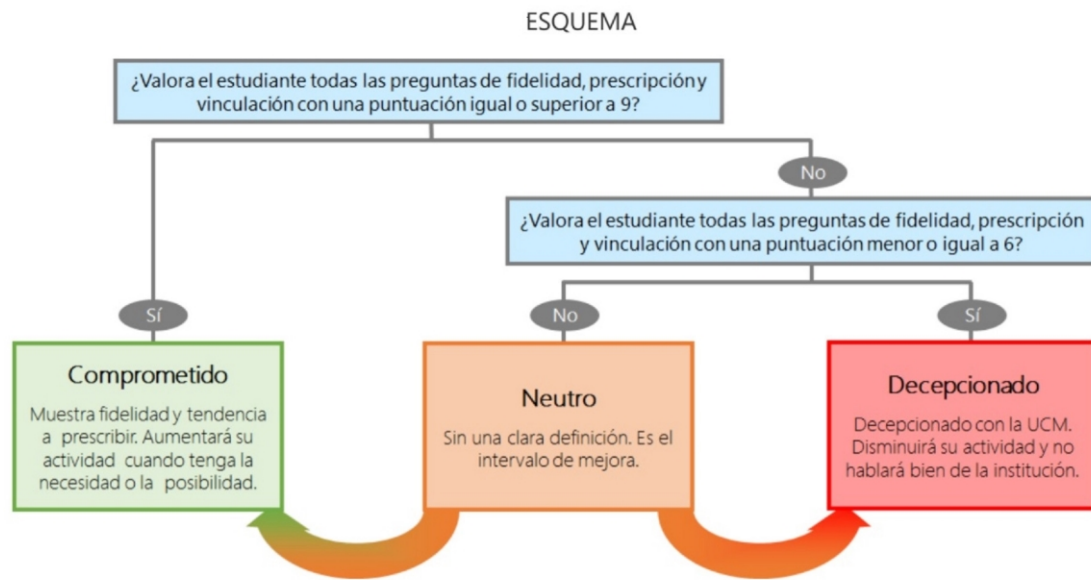 ESQUEMA
¿Valora el estudiante todas las preguntas de fidelidad, prescripción y
vinculación con una puntuación igual o superior a 9?
No
¿Valora el estudiante todas las preguntas de fidelidad, prescripción
y vinculación con una puntuación menor o igual a 6?
Sí
No
Sí
Comprometido
Muestra fidelidad y tendencia
a prescribir. Aumentará su
actividad cuando tenga la
necesidad o la posibilidad.
Neutro
Sin una clara definición. Es el
intervalo de mejora.
Decepcionado
Decepcionado con la UCM.
Disminuirá su actividad y no
hablará bien de la institución.